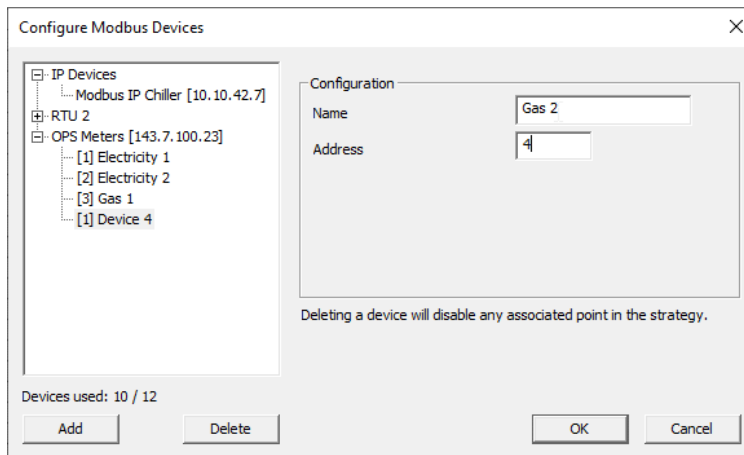 Configure Modbus Devices
IP Devices
Modbus IP Chiller [10.10.42.7]
RTU 2
OPS Meters [143.7.100.23]
[1] Electricity 1
[2] Electricity 2
[3] Gas 1
[1] Device 4
Configuration
Name
Gas 2
Address
4
Deleting a device will disable any associated point in the strategy.
Devices used: 10 / 12
Add
Delete
OK
Cancel